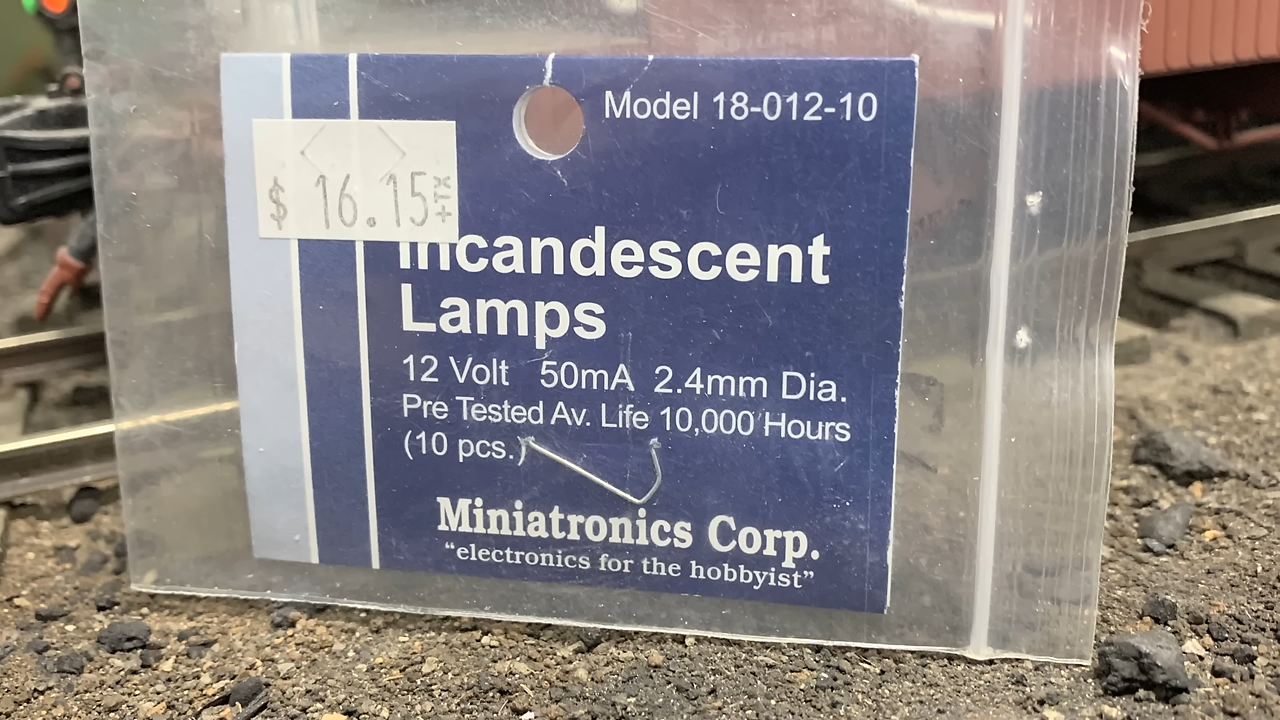 Model 18-012-10
$ 16.15 +TX
Incandescent
Lamps
12 Volt 50mA 2.4mm Dia.
Pre Tested Av. Life 10,000 Hours
(10 pcs.)
Miniatronics Corp.
"electronics for the hobbyist"